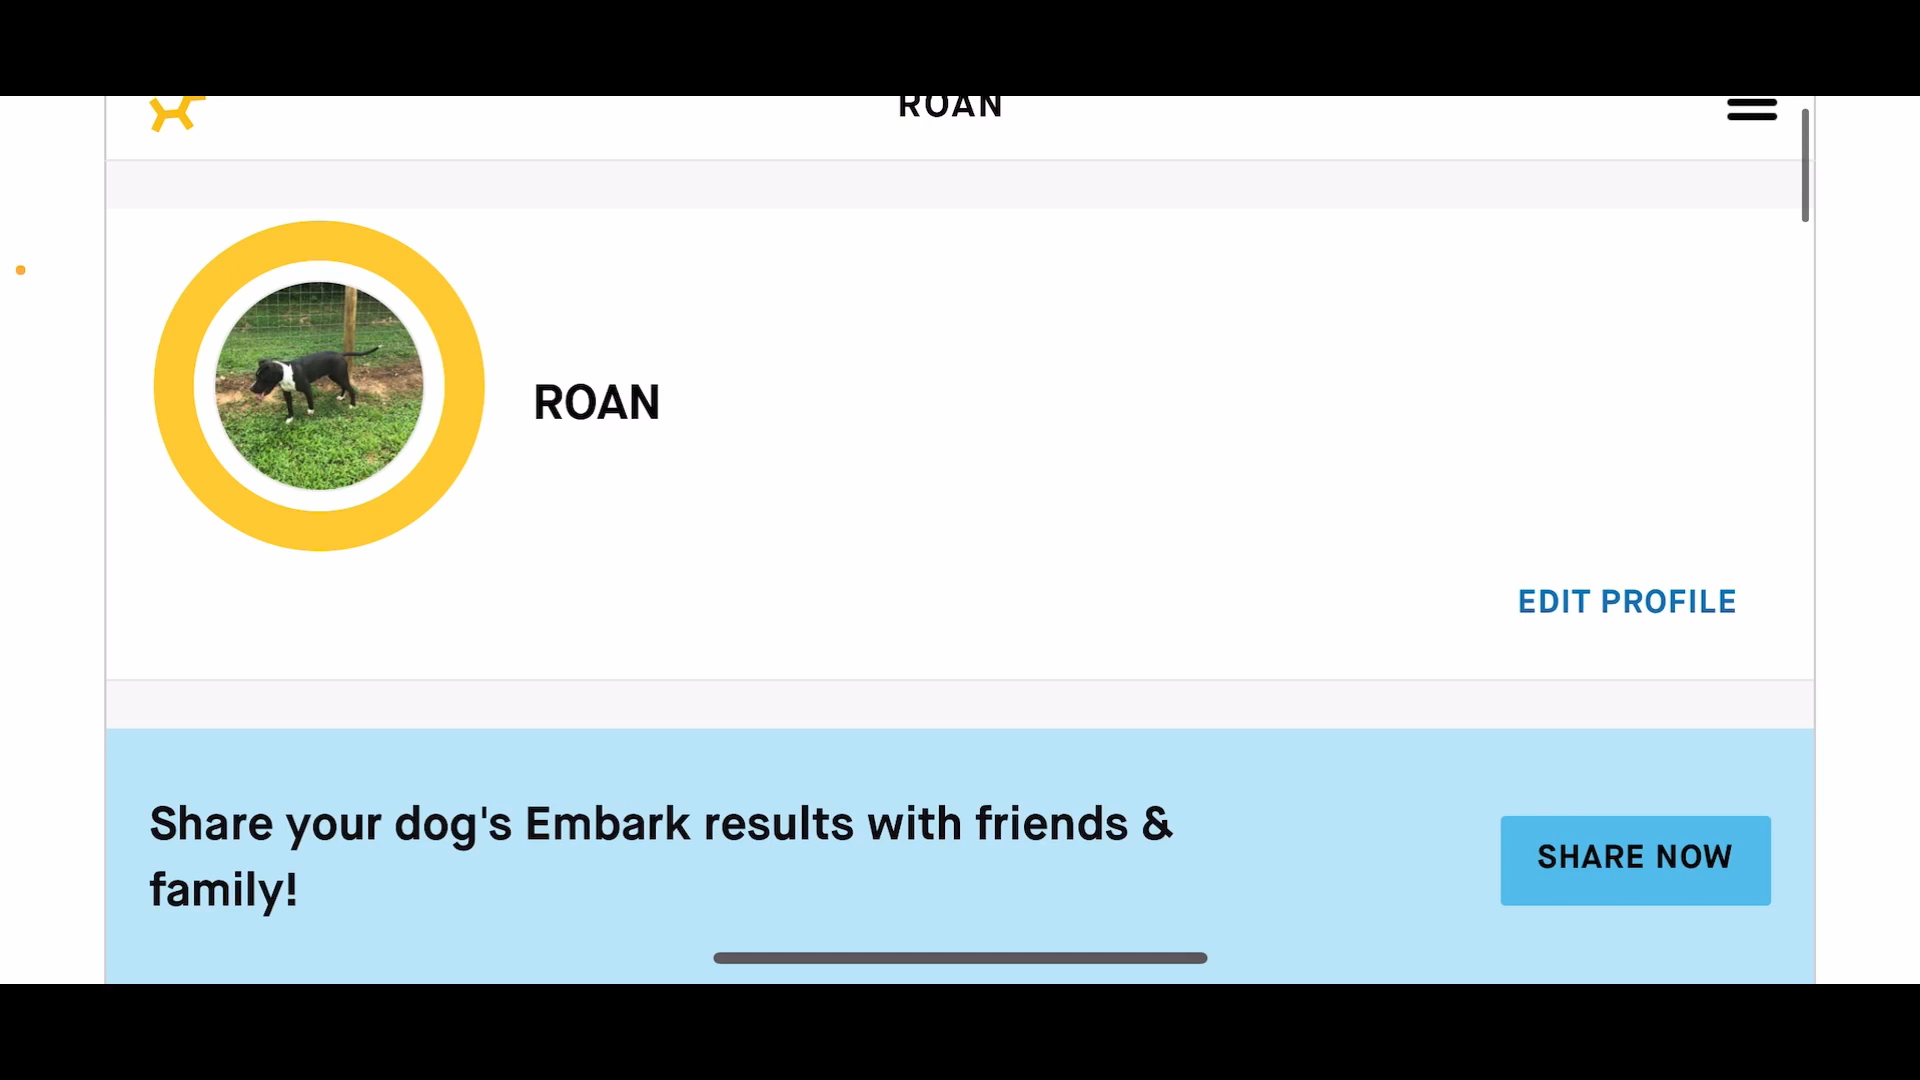 ROAN
ROAN
EDIT PROFILE
Share your dog's Embark results with friends &
family!
SHARE NOW